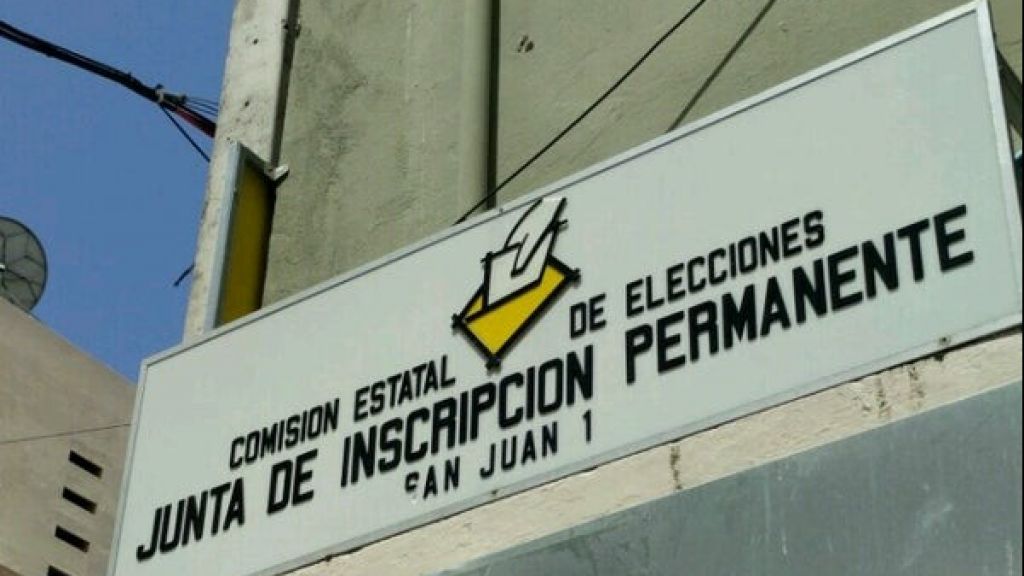 COMISION ESTATAL DE ELECCIONES
JUNTA DE INSCRIPCION PERMANENTE
SAN JUAN 1